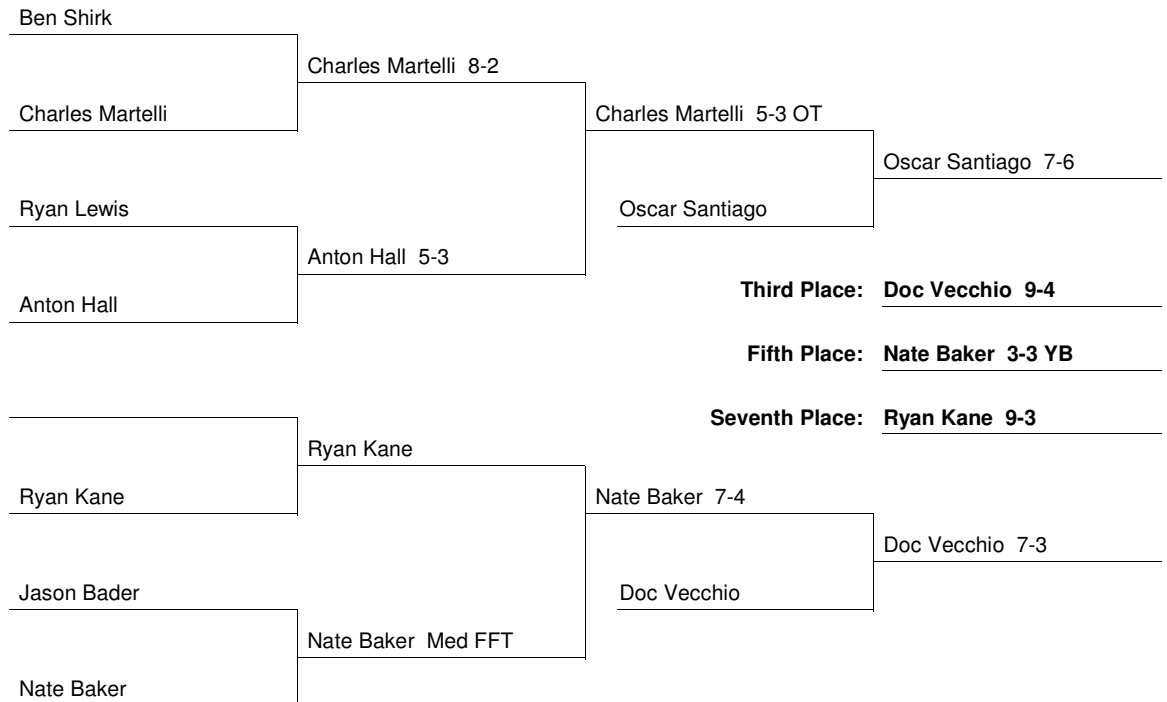 Ben Shirk
Charles Martelli 8-2
Charles Martelli
Charles Martelli 5-3 OT
Oscar Santiago 7-6
Ryan Lewis
Oscar Santiago
Anton Hall 5-3
Third Place: Doc Vecchio 9-4
Anton Hall
Fifth Place: Nate Baker 3-3 YB
Seventh Place: Ryan Kane 9-3
Ryan Kane
Ryan Kane
Nate Baker 7-4
Doc Vecchio 7-3
Jason Bader
Doc Vecchio
Nate Baker Med FFT
Nate Baker